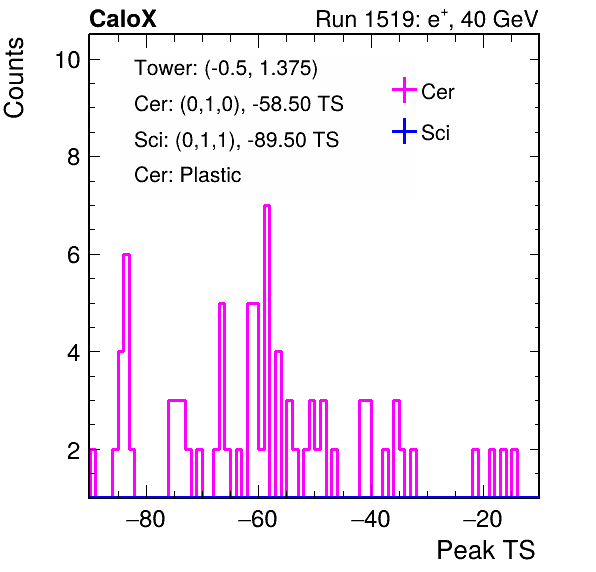 CaloX Run 1519: e⁺, 40 GeV
Counts
Tower: (-0.5, 1.375)
Cer: (0,1,0), -58.50 TS
Sci: (0,1,1), -89.50 TS
Cer: Plastic
Cer
Sci
10
8
6
4
2
−80 −60 −40 −20
Peak TS